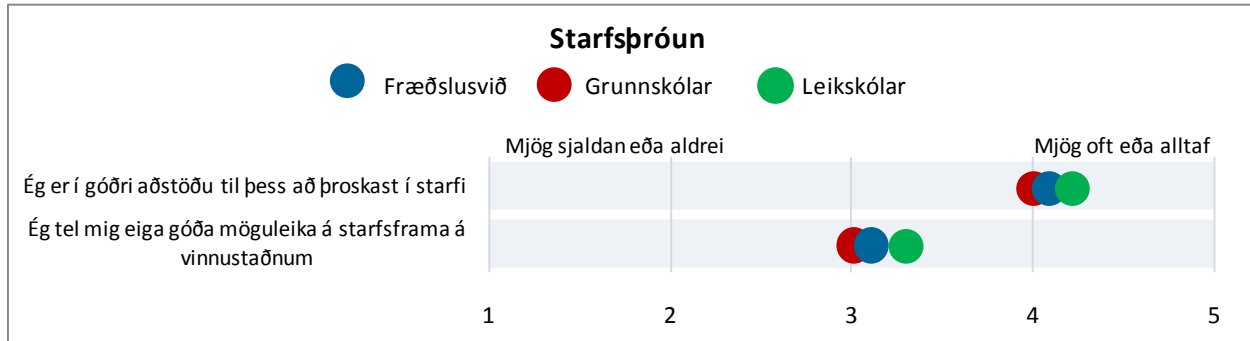 Starfsþróun
Fræðslusvið Grunnskólar Leikskólar
Mjög sjaldan eða aldrei Mjög oft eða alltaf
Ég er í góðri aðstöðu til þess að þroskast í starfi
Ég tel mig eiga góða möguleika á starfsframa á
vinnustaðnum
1 2 3 4 5